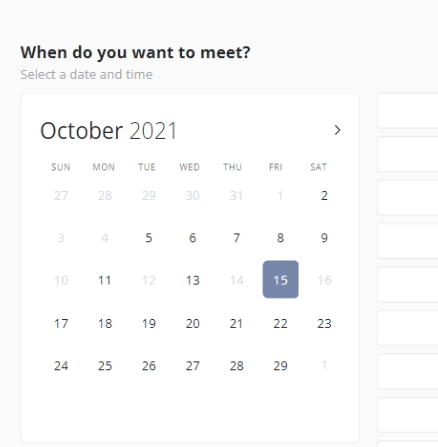 When do you want to meet?
Select a date and time
October 2021
SUN MON TUE WED THU FRI SAT
27 28 29 30 31 1 2
3 4 5 6 7 8 9
10 11 12 13 14 15 16
17 18 19 20 21 22 23
24 25 26 27 28 29 1